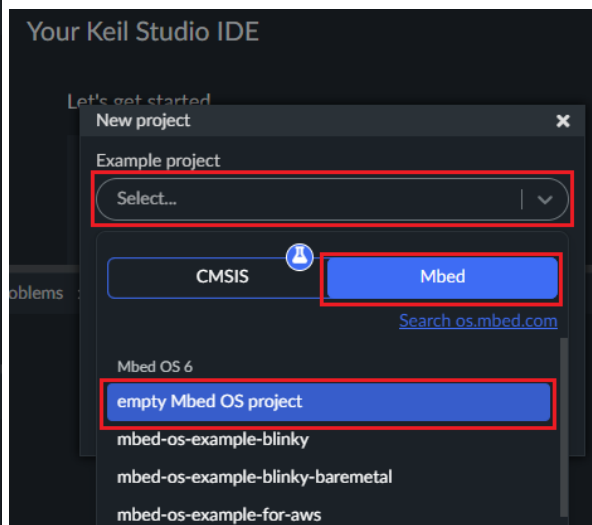 Your Keil Studio IDE
Let's get started
New project
Example project
Select...
CMSIS
Mbed
oblems
Search os.mbed.com
Mbed OS 6
empty Mbed OS project
mbed-os-example-blinky
mbed-os-example-blinky-baremetal
mbed-os-example-for-aws